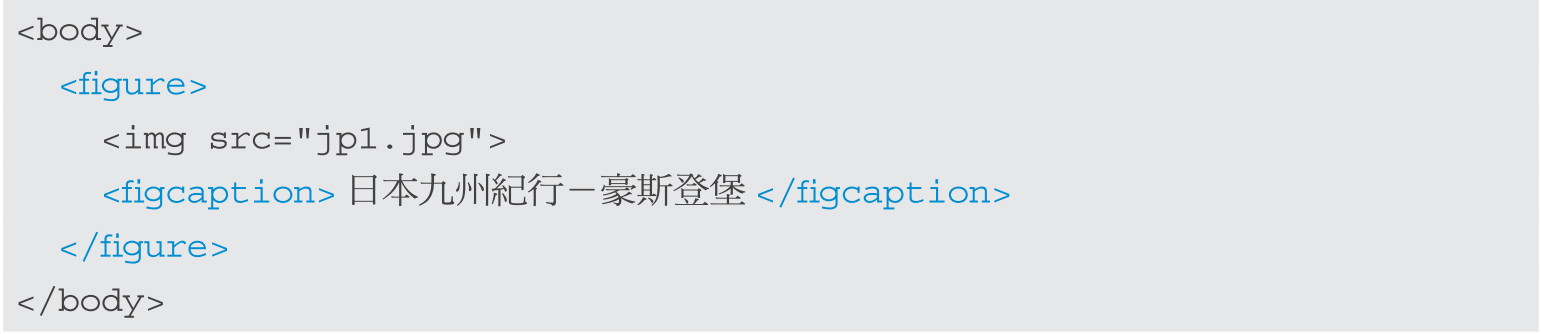 <body>
<figure>
<img src="jp1.jpg">
<figcaption> 日本九州紀行－豪斯登堡 </figcaption>
</figure>
</body>